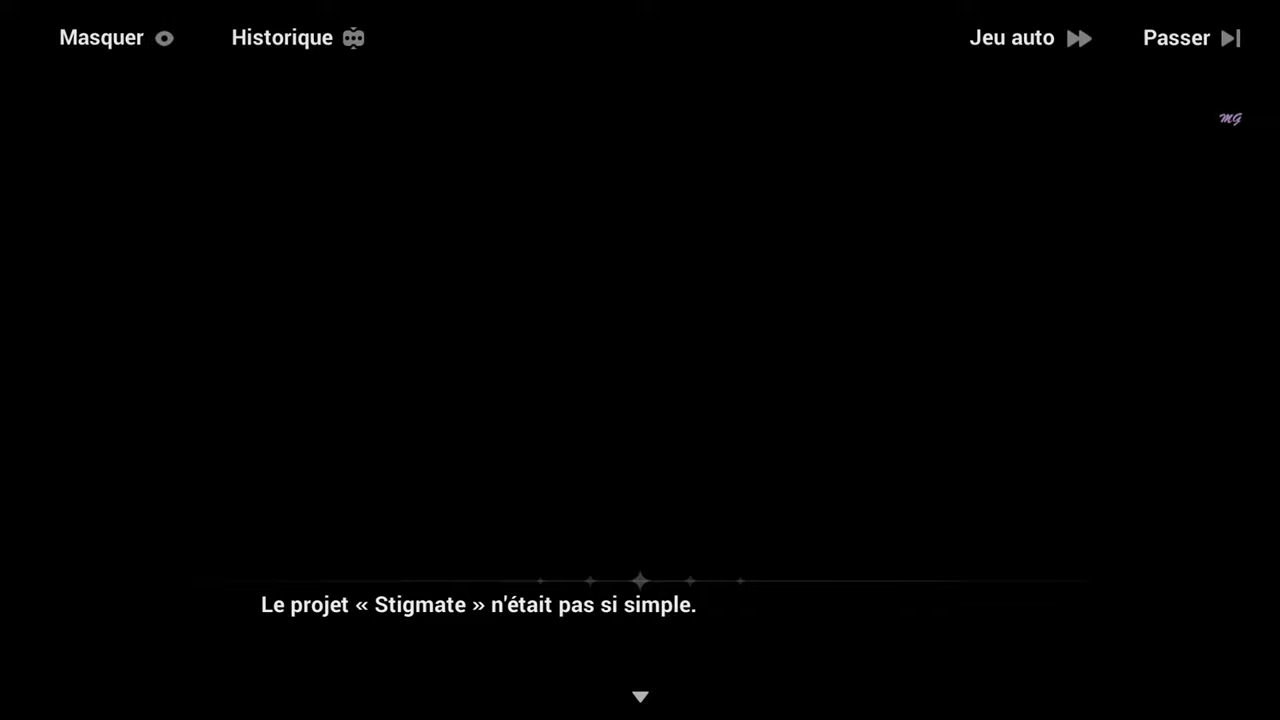 Masquer Historique Jeu auto Passer
MG
Le projet « Stigmate » n'était pas si simple.